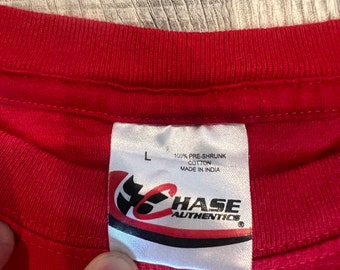 L
100% PRE-SHRUNK
COTTON
MADE IN INDIA
CHASE
AUTHENTICS®